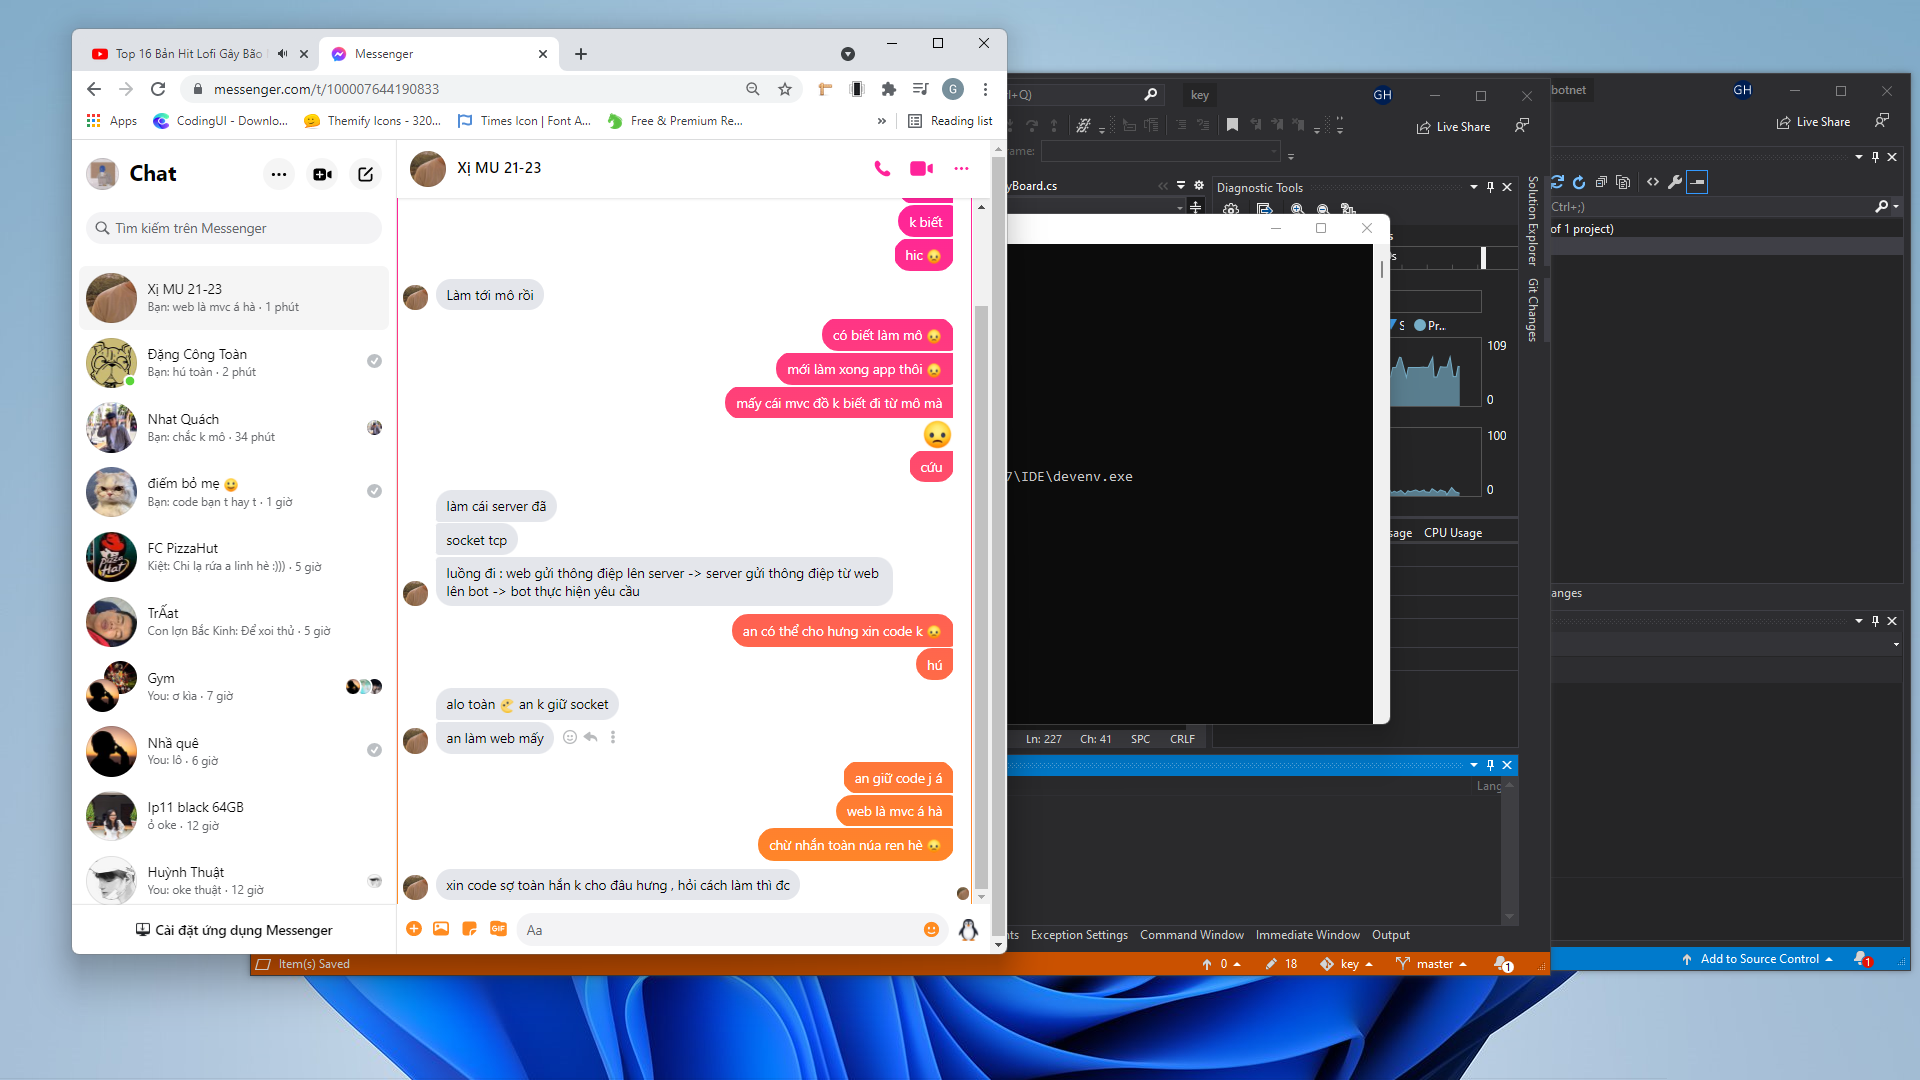 Top 16 Bản Hit Lofi Gây Bão
Messenger
messenger.com/t/100007644190833
G
Apps
CodingUI - Downlo...
Themify Icons - 320...
Times Icon | Font A...
Free & Premium Re...
»
Reading list
Chat
Tìm kiếm trên Messenger
Xị MU 21-23
Bạn: web là mvc á hà · 1 phút
Đặng Công Toàn
Bạn: hú toàn · 2 phút
Nhat Quách
Bạn: chắc k mô · 34 phút
điếm bỏ mẹ 😀
Bạn: code bạn t hay t · 1 giờ
FC PizzaHut
Kiệt: Chi lạ rứa a linh hè :))) · 5 giờ
TrÃat
Con lợn Bắc Kinh: Để xoi thủ · 5 giờ
Gym
You: ơ kìa · 7 giờ
Nhầ quê
You: lô · 6 giờ
Ip11 black 64GB
ỏ oke · 12 giờ
Huỳnh Thuật
You: oke thuật · 12 giờ
Cài đặt ứng dụng Messenger
Xị MU 21-23
k biết
hic 😞
Làm tới mô rồi
có biết làm mô 😞
mới làm xong app thôi 😞
mấy cái mvc đồ k biết đi từ mô mà
😞
cứu
làm cái server đã
socket tcp
luồng đi : web gửi thông điệp lên server -> server gửi thông điệp từ web
lên bot -> bot thực hiện yêu cầu
an có thể cho hưng xin code k 😞
hú
alo toàn 🫤 an k giữ socket
an làm web mấy
an giữ code j á
web là mvc á hà
chừ nhắn toàn núa ren hè 😞
xin code sợ toàn hắn k cho đâu hưng , hỏi cách làm thì đc
GIF
Aa
l+Q)
key
GH
Live Share
ame:
yBoard.cs
Diagnostic Tools
s
s
S
Pr...
109
0
100
0
7\IDE\devenv.exe
sage
CPU Usage
Ln: 227
Ch: 41
SPC
CRLF
Lang
nts
Exception Settings
Command Window
Immediate Window
Output
Item(s) Saved
0
18
key
master
1
Solution Explorer
Git Changes
botnet
GH
Live Share
Ctrl+;)
of 1 project)
anges
Add to Source Control
1